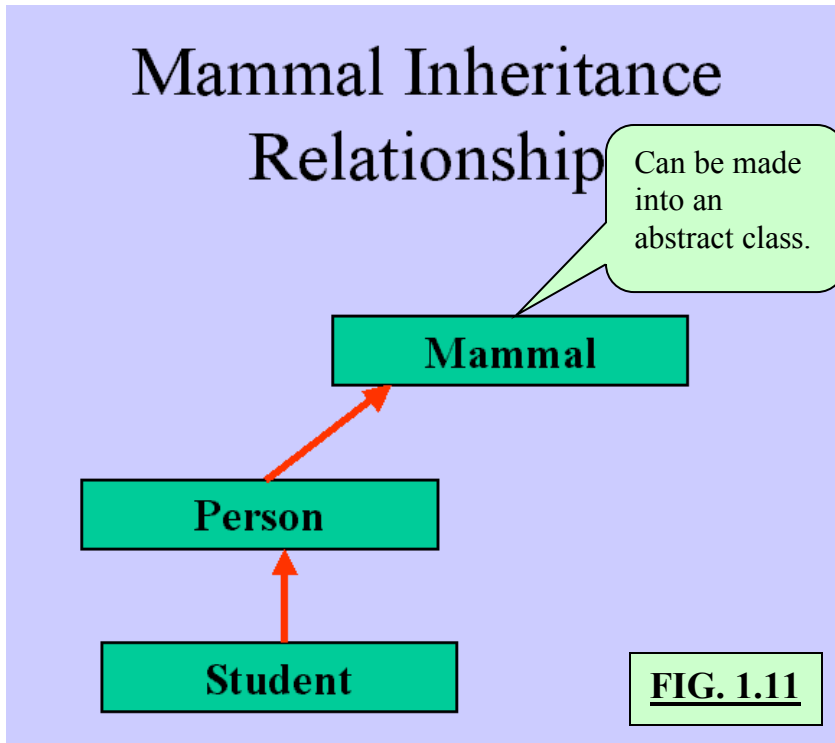 Mammal Inheritance
Relationship
Can be made
into an
abstract class.
Mammal
Person
Student
FIG. 1.11